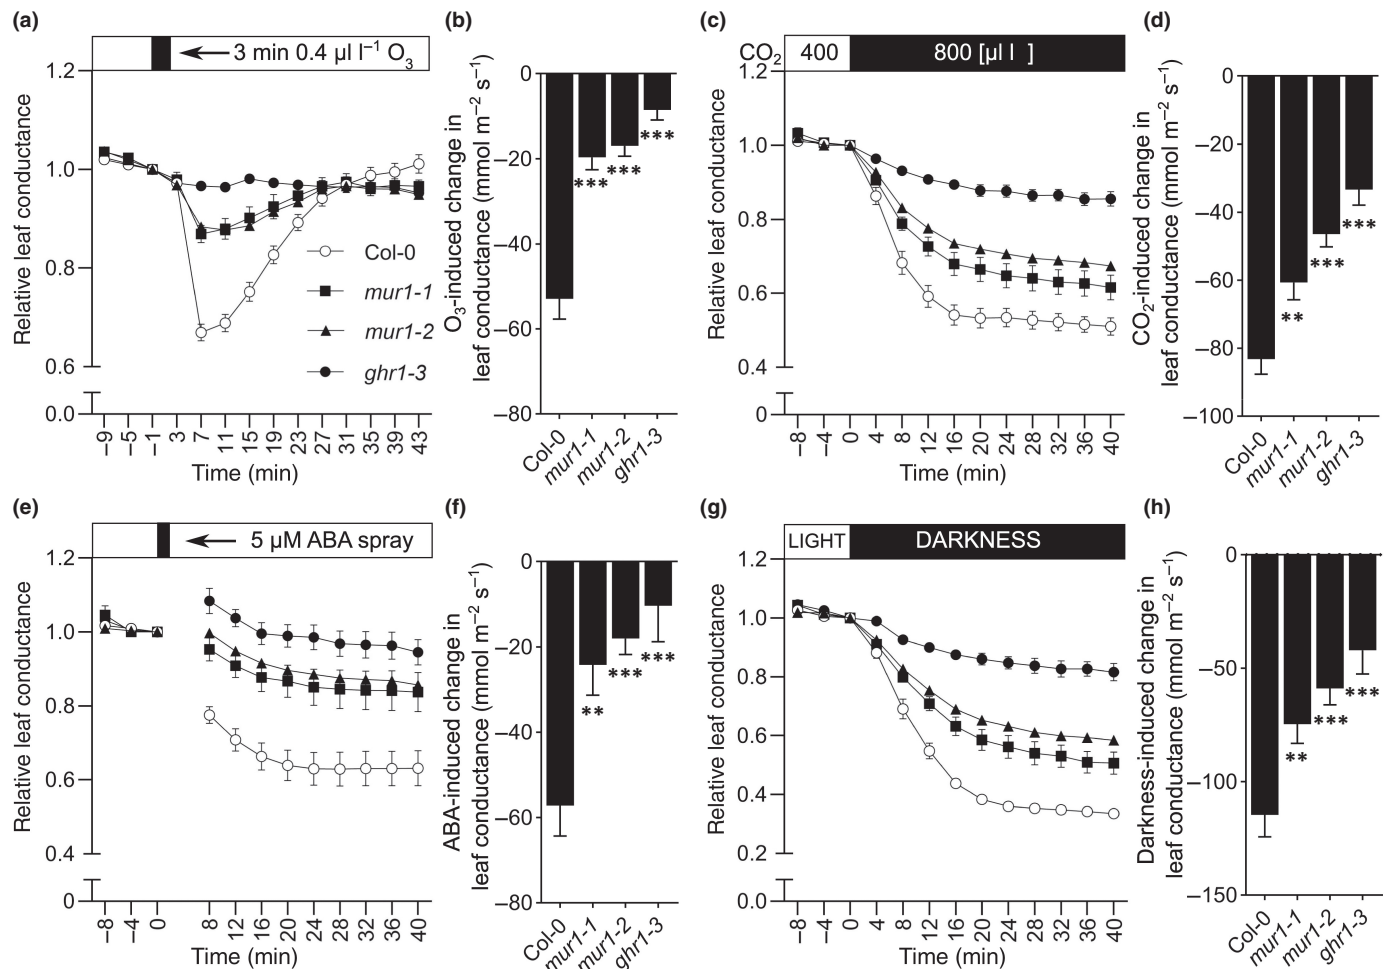 (a)
3 min 0.4 µl l⁻¹ O₃
Relative leaf conductance
1.2
1.0
0.8
0.6
0.0
Col-0
mur1-1
mur1-2
ghr1-3
−9 −5 −1 3 7 11 15 19 23 27 31 35 39 43
Time (min)
(b)
O₃-induced change in
leaf conductance (mmol m⁻² s⁻¹)
0
−20
−40
−60
−80
***
***
***
Col-0 mur1-1 mur1-2 ghr1-3
(c)
CO₂ 400 800 [µl l ]
Relative leaf conductance
1.2
1.0
0.8
0.6
0.4
0
−8 −4 0 4 8 12 16 20 24 28 32 36 40
Time (min)
(d)
CO₂-induced change in
leaf conductance (mmol m⁻² s⁻¹)
0
−20
−40
−60
−80
−100
**
***
***
Col-0 mur1-1 mur1-2 ghr1-3
(e)
5 µM ABA spray
Relative leaf conductance
1.2
1.0
0.8
0.6
0.4
0
−8 −4 0 8 12 16 20 24 28 32 36 40
Time (min)
(f)
ABA-induced change in
leaf conductance (mmol m⁻² s⁻¹)
0
−20
−40
−60
−80
**
***
***
Col-0 mur1-1 mur1-2 ghr1-3
(g)
LIGHT DARKNESS
Relative leaf conductance
1.2
1.0
0.8
0.6
0.4
0.2
0.0
−8 −4 0 4 8 12 16 20 24 28 32 36 40
Time (min)
(h)
Darkness-induced change in
leaf conductance (mmol m⁻² s⁻¹)
0
−50
−100
−150
**
***
***
Col-0 mur1-1 mur1-2 ghr1-3